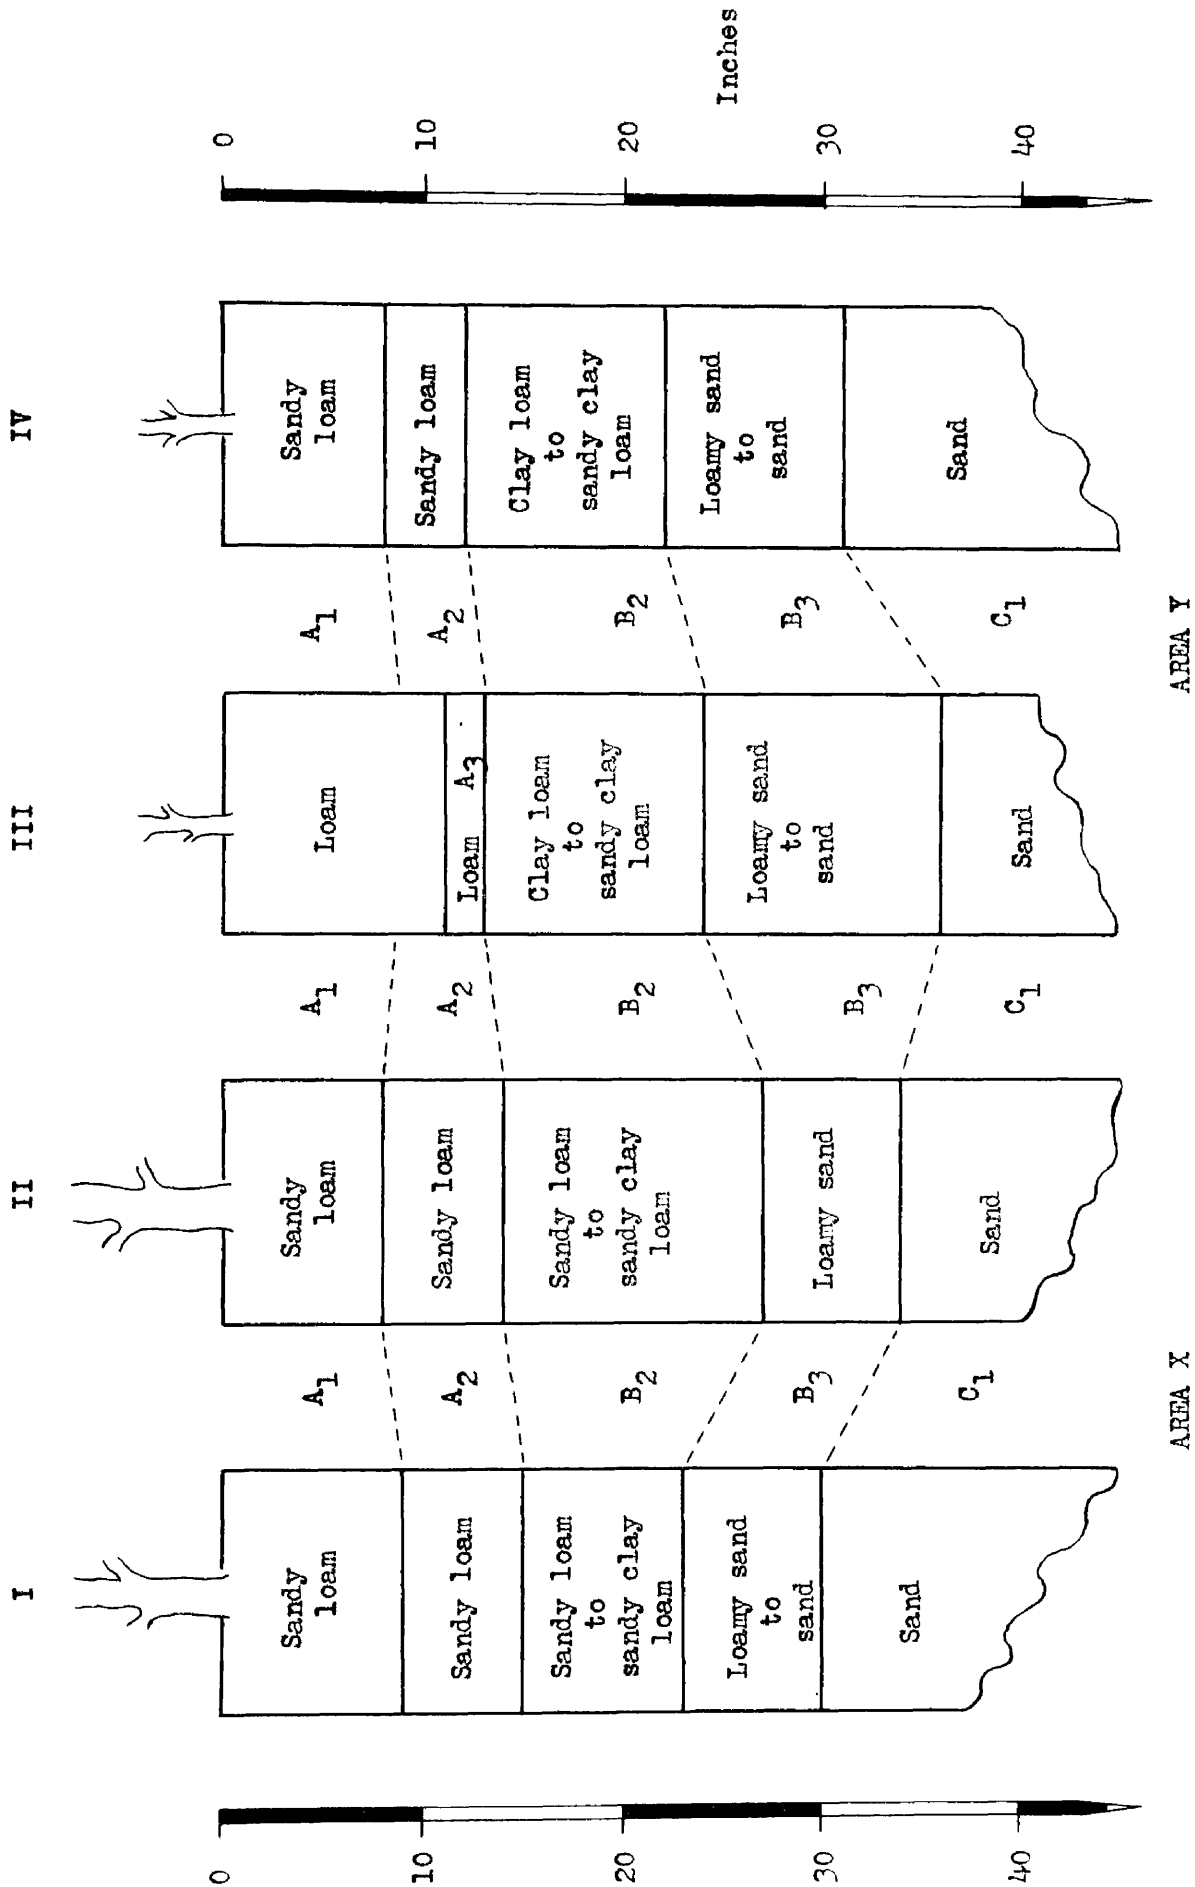 I
II
III
IV
0
10
20
30
40
Sandy
loam
Sandy loam
Sandy loam
to
sandy clay
loam
Loamy sand
to
sand
Sand
A1
A2
B2
B3
C1
Sandy
loam
Sandy loam
Sandy loam
to
sandy clay
loam
Loamy sand
Sand
A1
A2
B2
B3
C1
Loam
Loam A3
Clay loam
to
sandy clay
loam
Loamy sand
to
sand
Sand
A1
A2
B2
B3
C1
Sandy
loam
Sandy loam
Clay loam
to
sandy clay
loam
Loamy sand
to
sand
Sand
0
10
20
30
40
Inches
AREA X
AREA Y